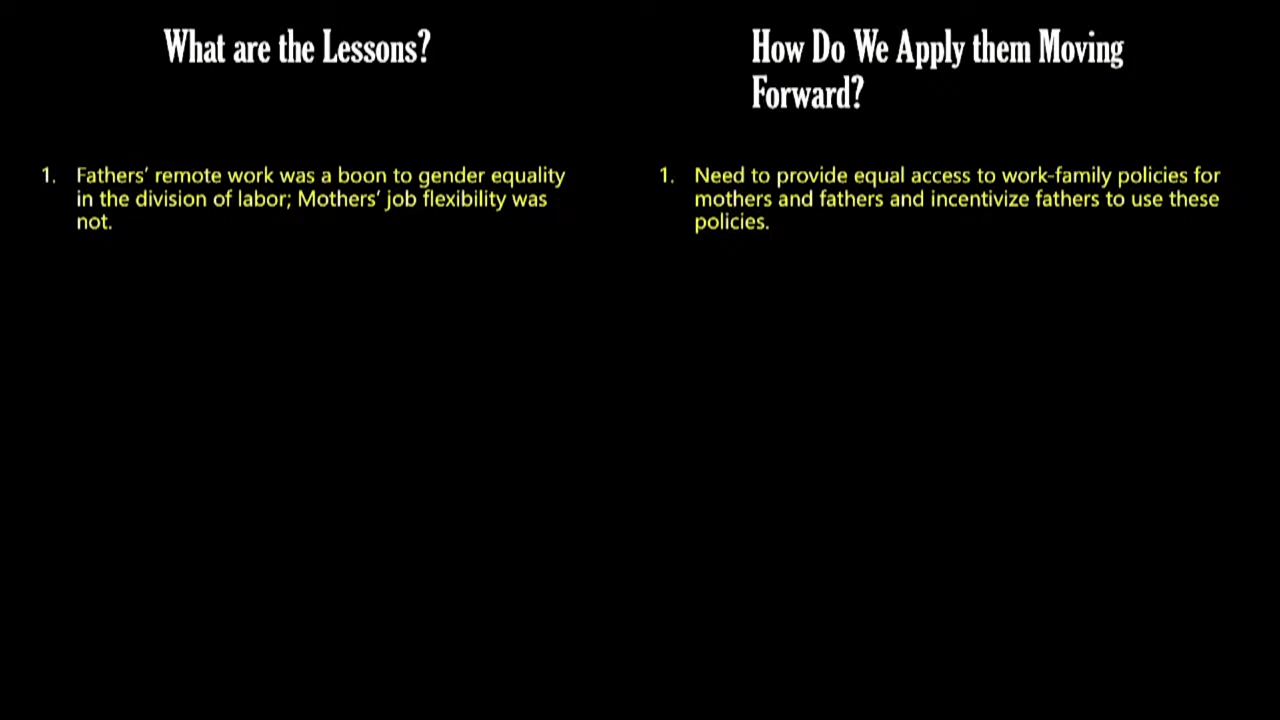 What are the Lessons?
How Do We Apply them Moving
Forward?
1. Fathers’ remote work was a boon to gender equality
in the division of labor; Mothers’ job flexibility was
not.
1. Need to provide equal access to work-family policies for
mothers and fathers and incentivize fathers to use these
policies.